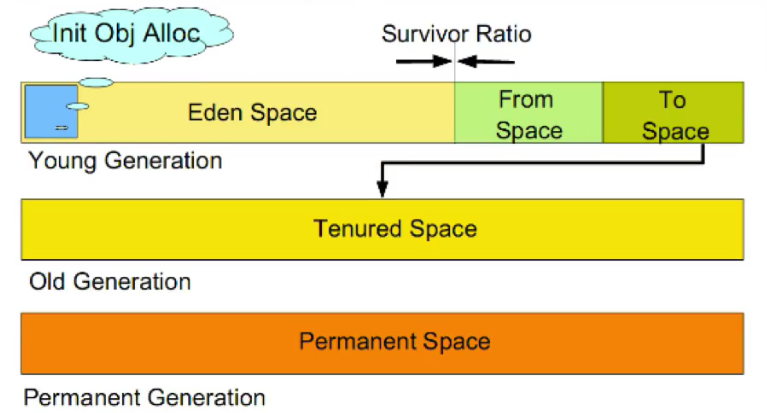 Init Obj Alloc
Survivor Ratio
Eden Space
From
Space
To
Space
Young Generation
Tenured Space
Old Generation
Permanent Space
Permanent Generation